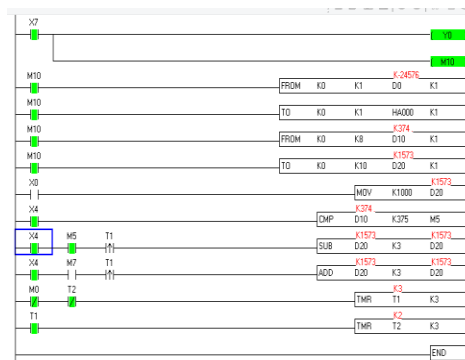 X7
Y0
M10
M10 K-24576
FROM K0 K1 D0 K1
M10
TO K0 K1 HA000 K1
M10 K374
FROM K0 K8 D10 K1
M10 K1573
TO K0 K10 D20 K1
X0 K1573
MOV K1000 D20
X4 K374
CMP D10 K375 M5
X4 M5 T1 K1573 K1573
SUB D20 K3 D20
X4 M7 T1 K1573 K1573
ADD D20 K3 D20
M0 T2 K3
TMR T1 K3
T1 K2
TMR T2 K3
END